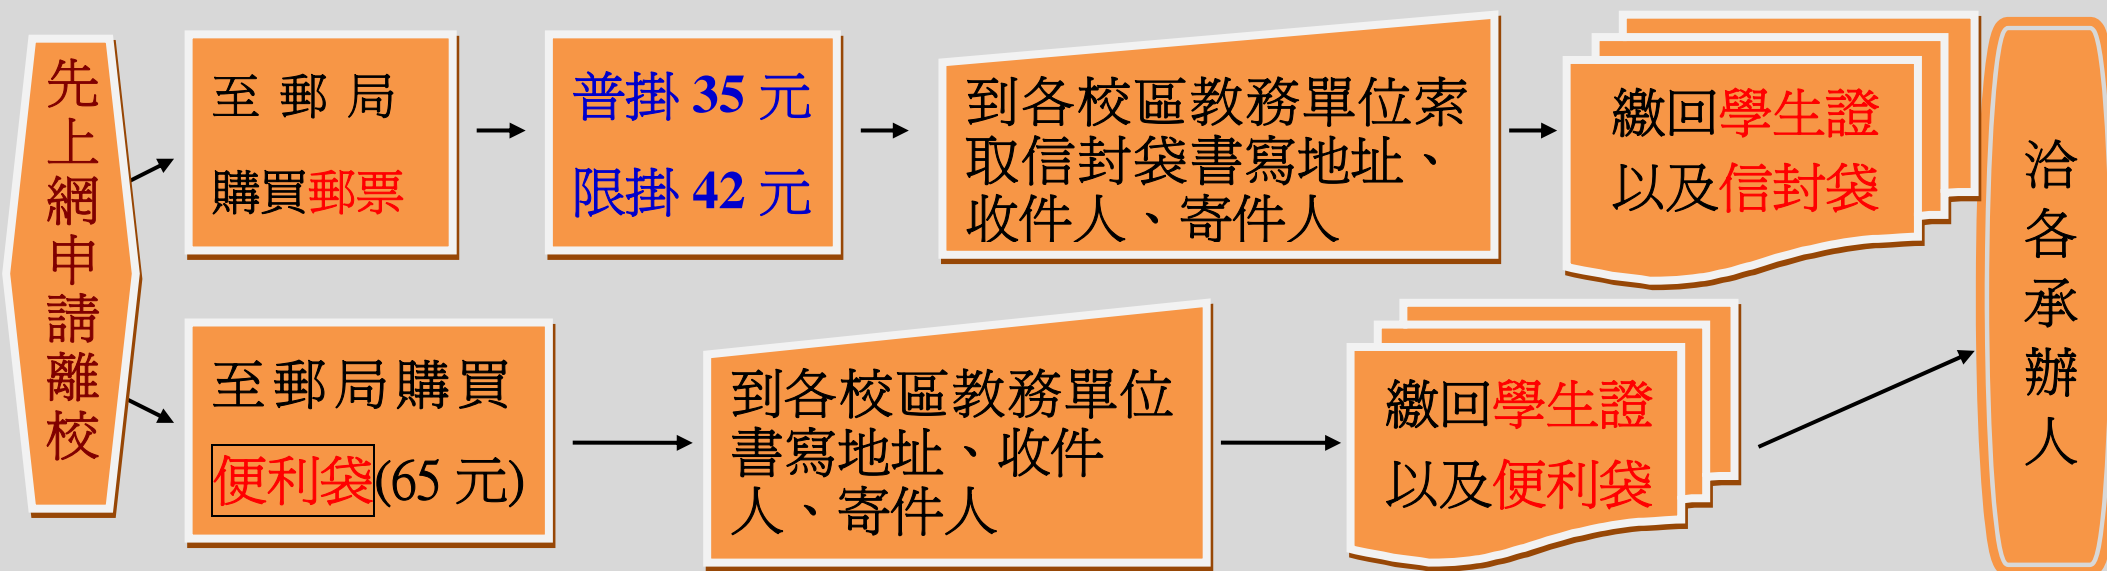 先上網申請離校
至郵局
購買郵票
普掛 35 元
限掛 42 元
到各校區教務單位索
取信封袋書寫地址、
收件人、寄件人
繳回學生證
以及信封袋
至郵局購買
便利袋(65 元)
到各校區教務單位
書寫地址、收件
人、寄件人
繳回學生證
以及便利袋
洽各承辦人